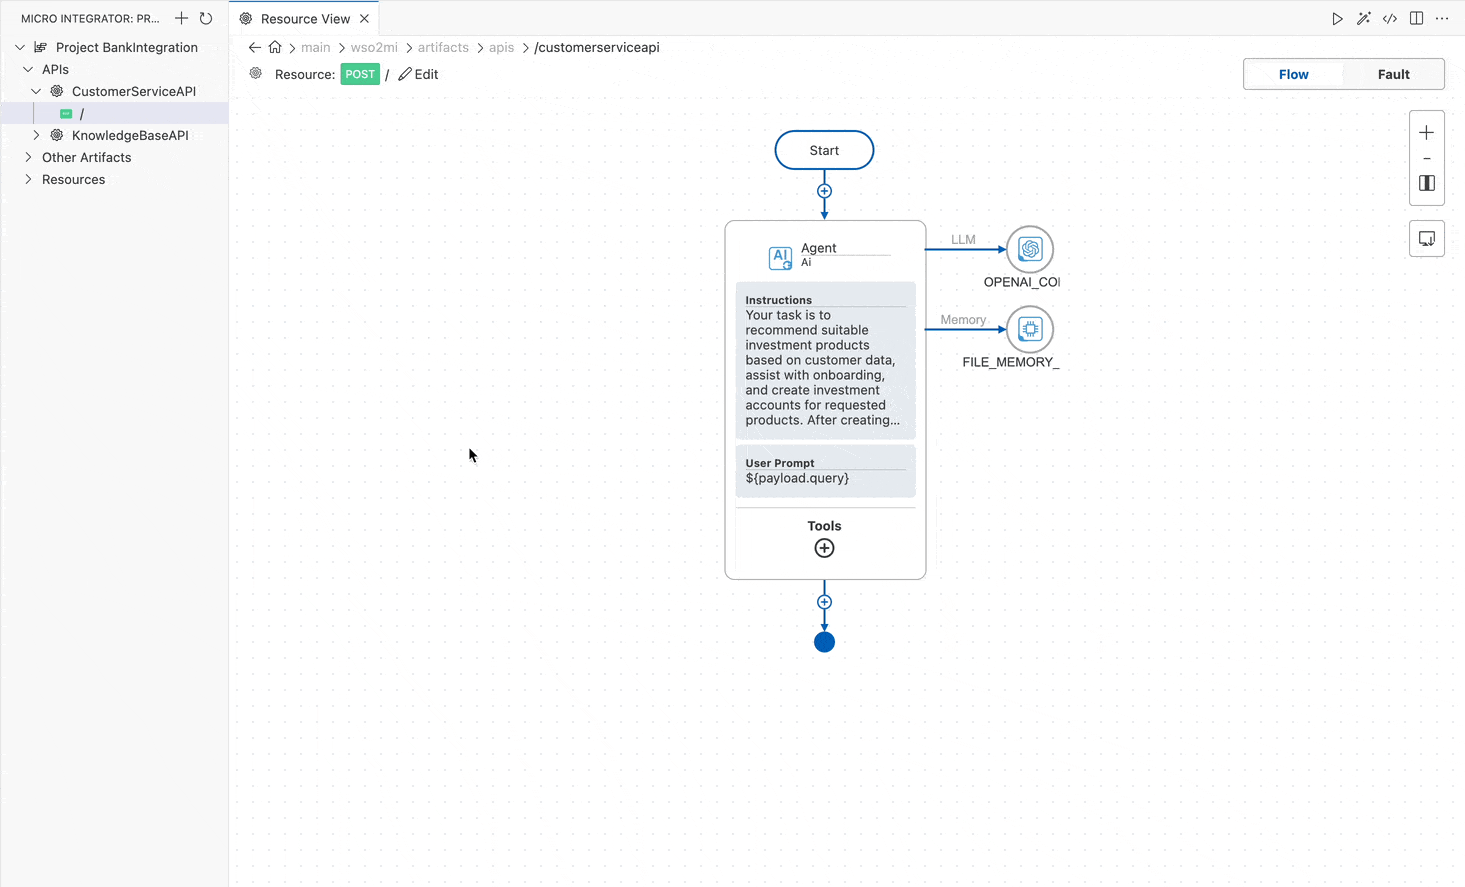 MICRO INTEGRATOR: PR...
Project BankIntegration
APIs
CustomerServiceAPI
/
KnowledgeBaseAPI
Other Artifacts
Resources
Resource View
main > wso2mi > artifacts > apis > /customerserviceapi
Resource: POST / Edit
Flow
Fault
Start
Agent
Ai
Instructions
Your task is to
recommend suitable
investment products
based on customer data,
assist with onboarding,
and create investment
accounts for requested
products. After creating...
User Prompt
${payload.query}
Tools
LLM
OPENAI_CO
Memory
FILE_MEMORY_